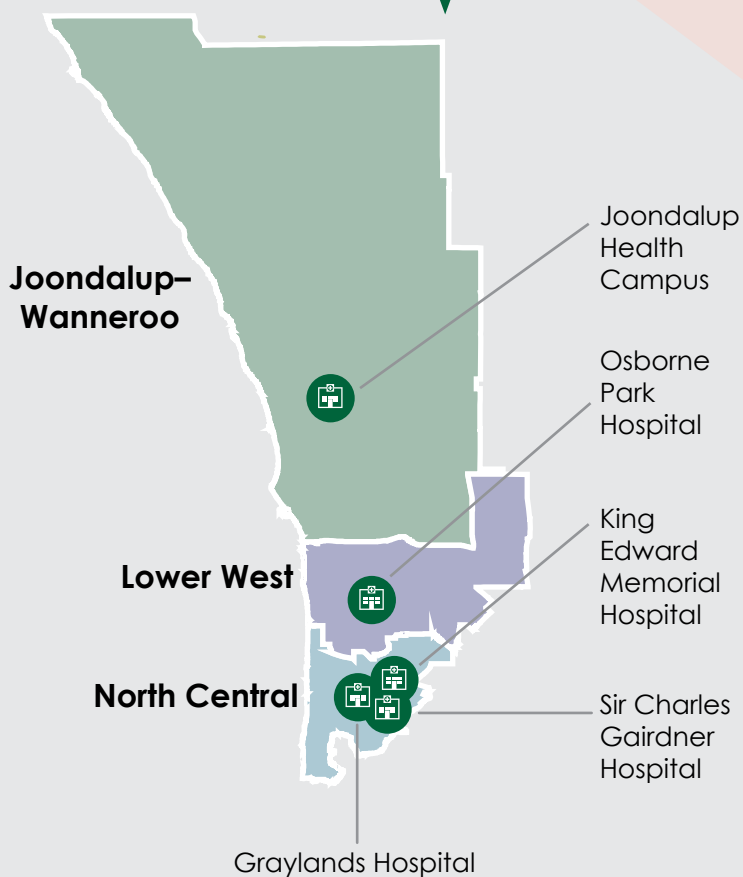 Joondalup
Health
Campus
Joondalup–
Wanneroo
Osborne
Park
Hospital
King
Edward
Memorial
Hospital
Lower West
North Central
Sir Charles
Gairdner
Hospital
Graylands Hospital